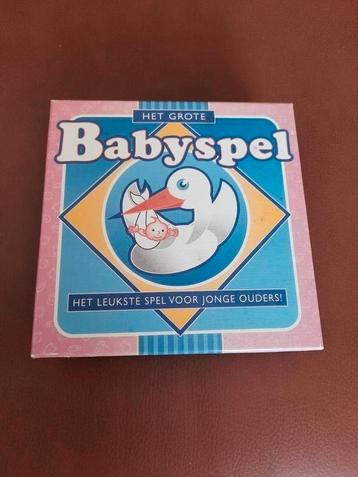 HET GROTE
Babyspel
HET LEUKSTE SPEL VOOR JONGE OUDERS!